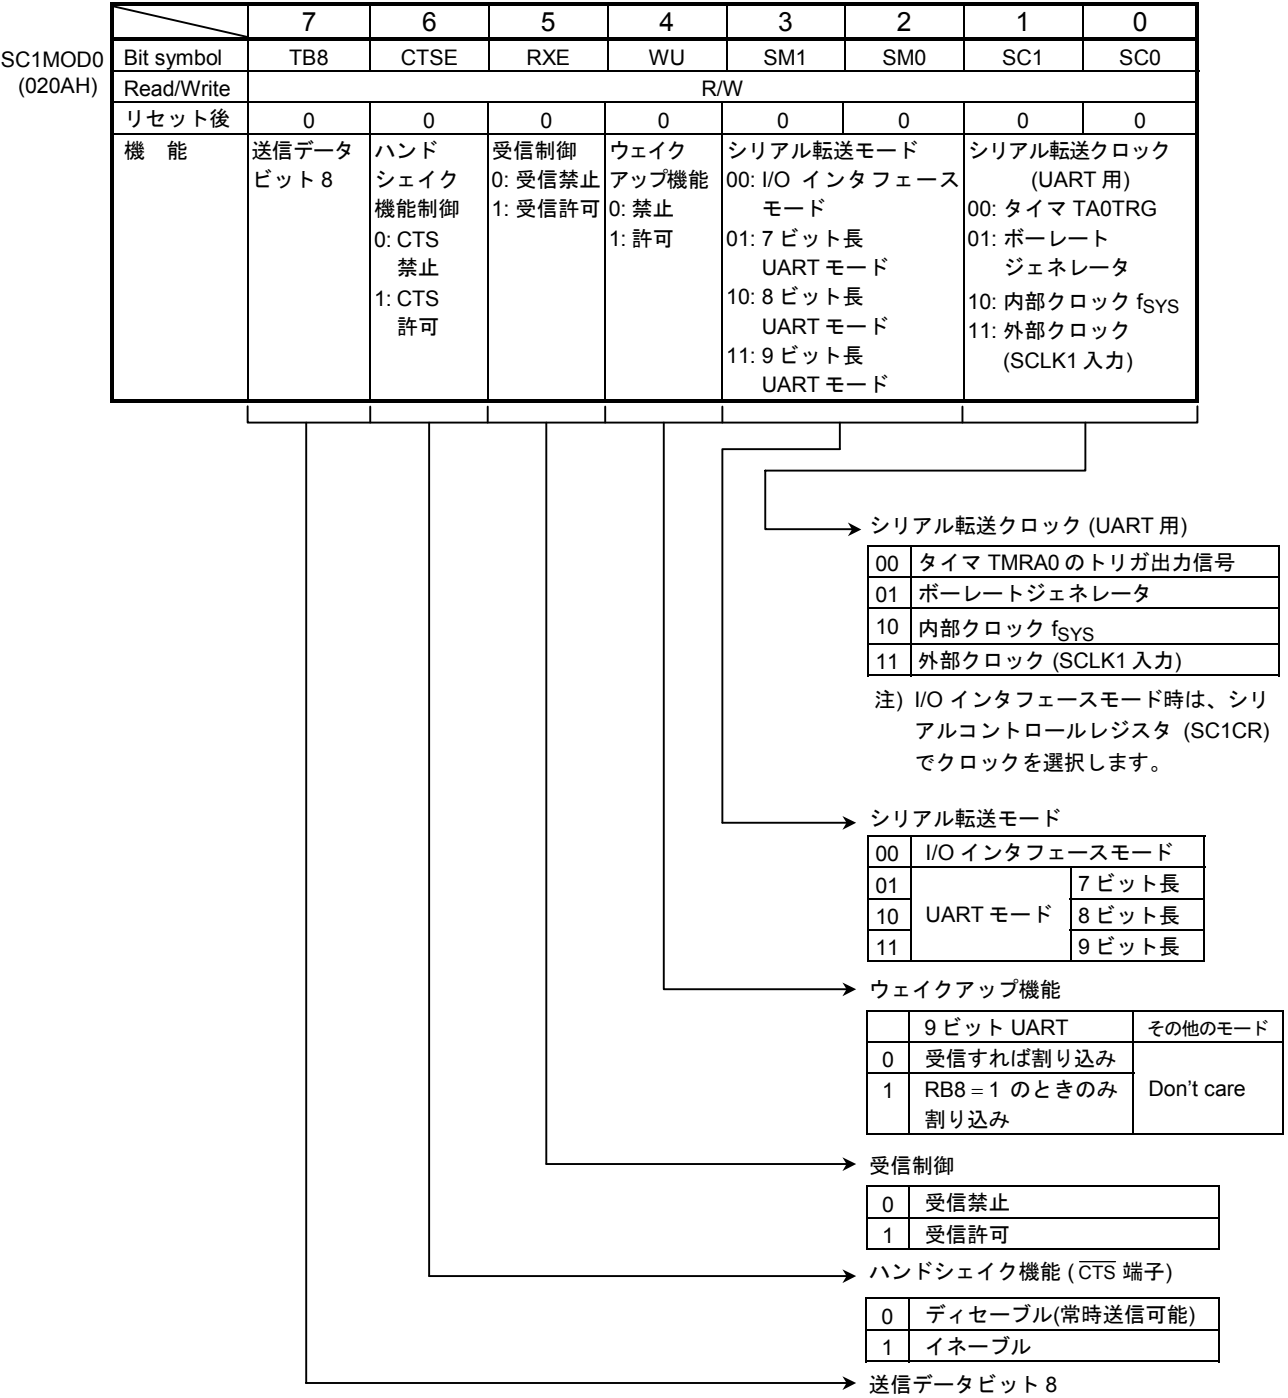 7 6 5 4 3 2 1 0
SC1MOD0
(020AH)
Bit symbol TB8 CTSE RXE WU SM1 SM0 SC1 SC0
Read/Write R/W
リセット後 0 0 0 0 0 0 0 0
機 能
送信データ
ビット 8
ハンド
シェイク
機能制御
0: CTS
禁止
1: CTS
許可
受信制御
0: 受信禁止
1: 受信許可
ウェイク
アップ機能
0: 禁止
1: 許可
シリアル転送モード
00: I/O インタフェース
モード
01: 7 ビット長
UART モード
10: 8 ビット長
UART モード
11: 9 ビット長
UART モード
シリアル転送クロック
(UART 用)
00: タイマ TA0TRG
01: ボーレート
ジェネレータ
10: 内部クロック fSYS
11: 外部クロック
(SCLK1 入力)
シリアル転送クロック (UART 用)
00 タイマ TMRA0 のトリガ出力信号
01 ボーレートジェネレータ
10 内部クロック fSYS
11 外部クロック (SCLK1 入力)
注) I/O インタフェースモード時は、シリ
アルコントロールレジスタ (SC1CR)
でクロックを選択します。
シリアル転送モード
00 I/O インタフェースモード
01 7 ビット長
10 UART モード 8 ビット長
11 9 ビット長
ウェイクアップ機能
9 ビット UART その他のモード
0 受信すれば割り込み
1 RB8 = 1 のときのみ Don't care
割り込み
受信制御
0 受信禁止
1 受信許可
ハンドシェイク機能 ( C̅T̅S̅ 端子)
0 ディセーブル(常時送信可能)
1 イネーブル
送信データビット 8